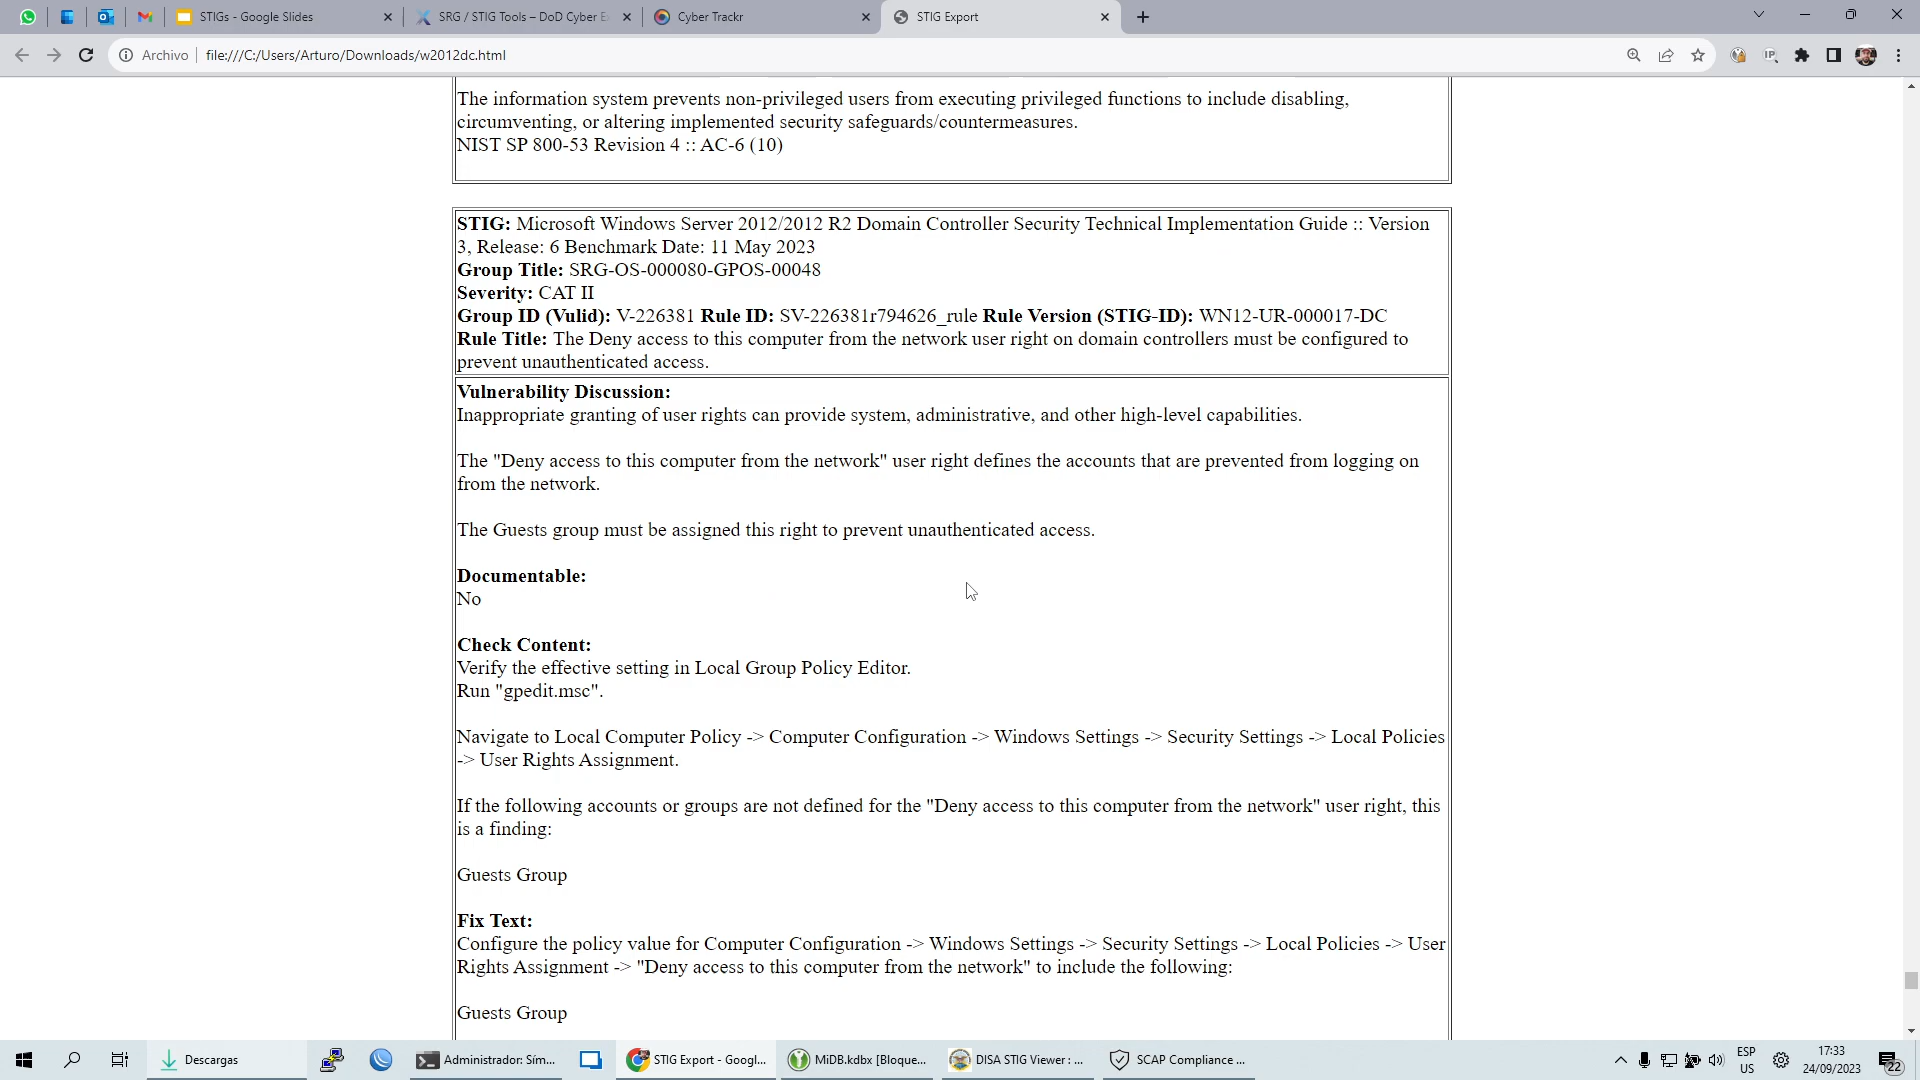 STIGs - Google Slides
SRG / STIG Tools – DoD Cyber E
Cyber Trackr
STIG Export
Archivo
file:///C:/Users/Arturo/Downloads/w2012dc.html
IP
The information system prevents non-privileged users from executing privileged functions to include disabling,
circumventing, or altering implemented security safeguards/countermeasures.
NIST SP 800-53 Revision 4 :: AC-6 (10)
STIG: Microsoft Windows Server 2012/2012 R2 Domain Controller Security Technical Implementation Guide :: Version
3, Release: 6 Benchmark Date: 11 May 2023
Group Title: SRG-OS-000080-GPOS-00048
Severity: CAT II
Group ID (Vulid): V-226381 Rule ID: SV-226381r794626_rule Rule Version (STIG-ID): WN12-UR-000017-DC
Rule Title: The Deny access to this computer from the network user right on domain controllers must be configured to
prevent unauthenticated access.
Vulnerability Discussion:
Inappropriate granting of user rights can provide system, administrative, and other high-level capabilities.
The "Deny access to this computer from the network" user right defines the accounts that are prevented from logging on
from the network.
The Guests group must be assigned this right to prevent unauthenticated access.
Documentable:
No
Check Content:
Verify the effective setting in Local Group Policy Editor.
Run "gpedit.msc".
Navigate to Local Computer Policy -> Computer Configuration -> Windows Settings -> Security Settings -> Local Policies
-> User Rights Assignment.
If the following accounts or groups are not defined for the "Deny access to this computer from the network" user right, this
is a finding:
Guests Group
Fix Text:
Configure the policy value for Computer Configuration -> Windows Settings -> Security Settings -> Local Policies -> User
Rights Assignment -> "Deny access to this computer from the network" to include the following:
Guests Group
Descargas
Administrador: Sím...
STIG Export - Googl...
MiDB.kdbx [Bloque...
DISA STIG Viewer : ...
SCAP Compliance ...
ESP
US
17:33
24/09/2023
22